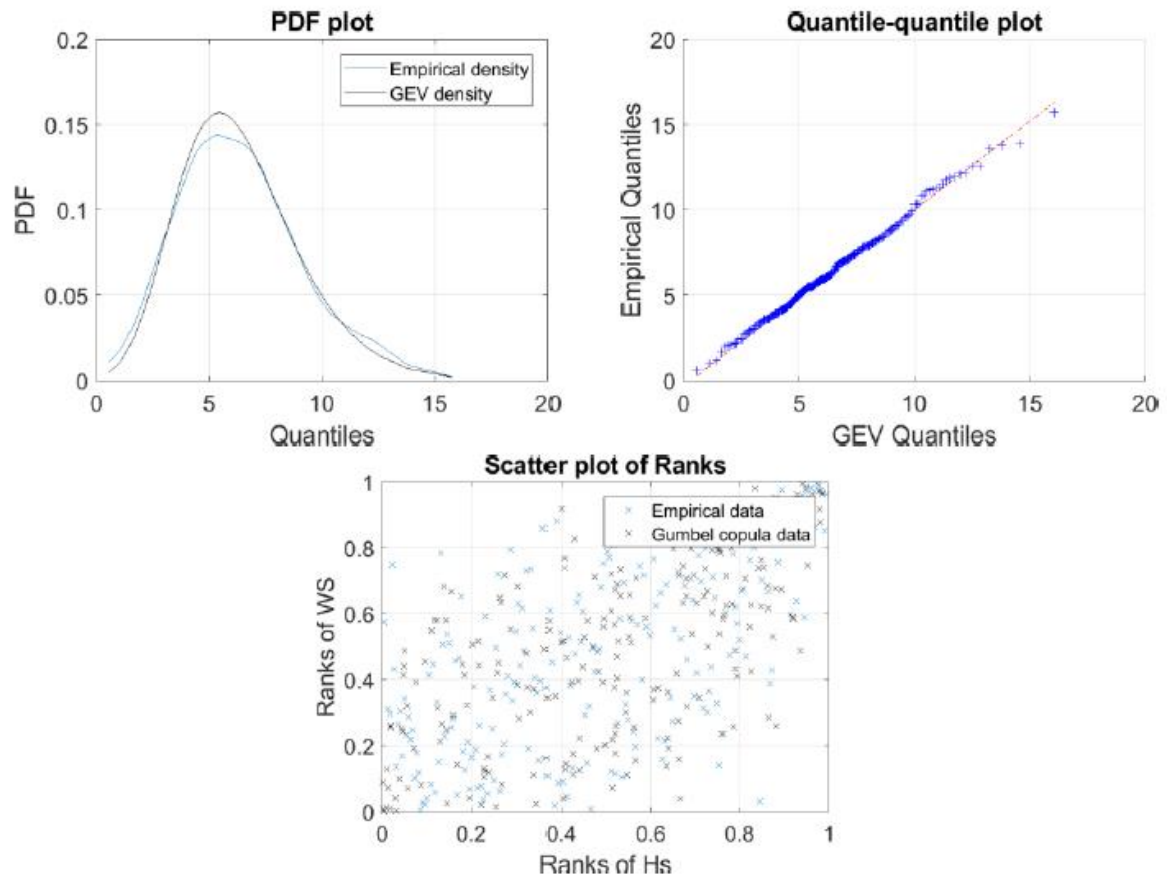 PDF plot
0.2
0.15
0.1
0.05
0
PDF
Empirical density
GEV density
0 5 10 15 20
Quantiles
Quantile-quantile plot
20
15
10
5
0
Empirical Quantiles
0 5 10 15 20
GEV Quantiles
Scatter plot of Ranks
1
0.8
0.6
0.4
0.2
0
Ranks of WS
Empirical data
Gumbel copula data
0 0.2 0.4 0.6 0.8 1
Ranks of Hs